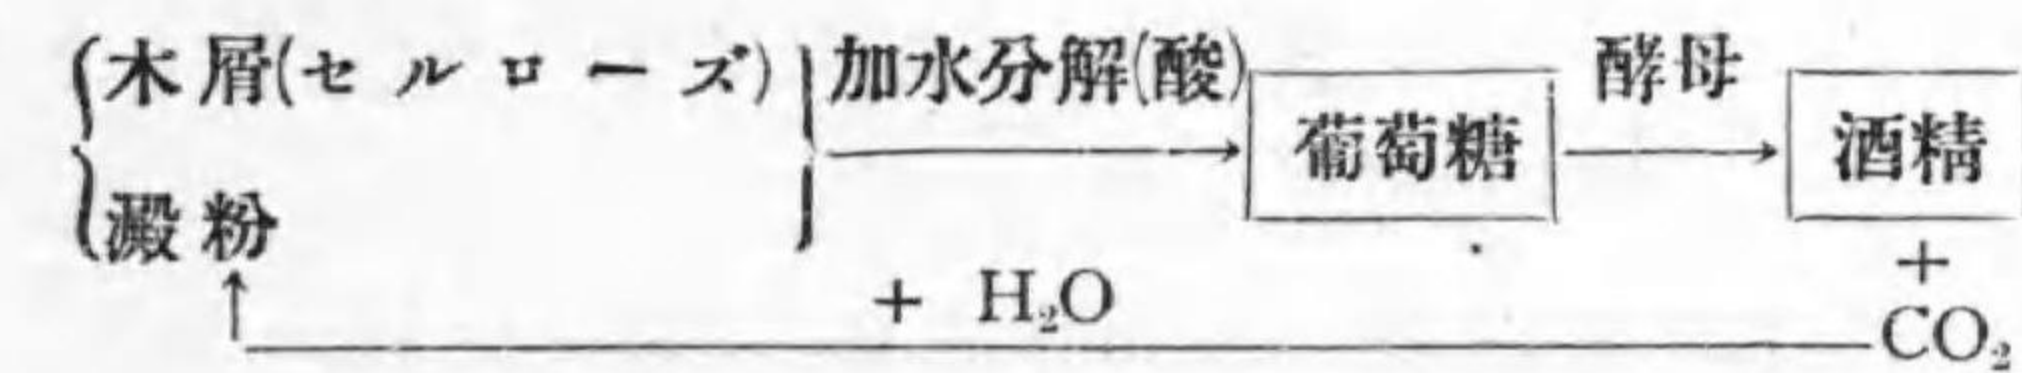 木屑(セルローズ) 加水分解(酸) 酵母
葡萄糖 酒精
澱粉
+
+ H₂O
CO₂